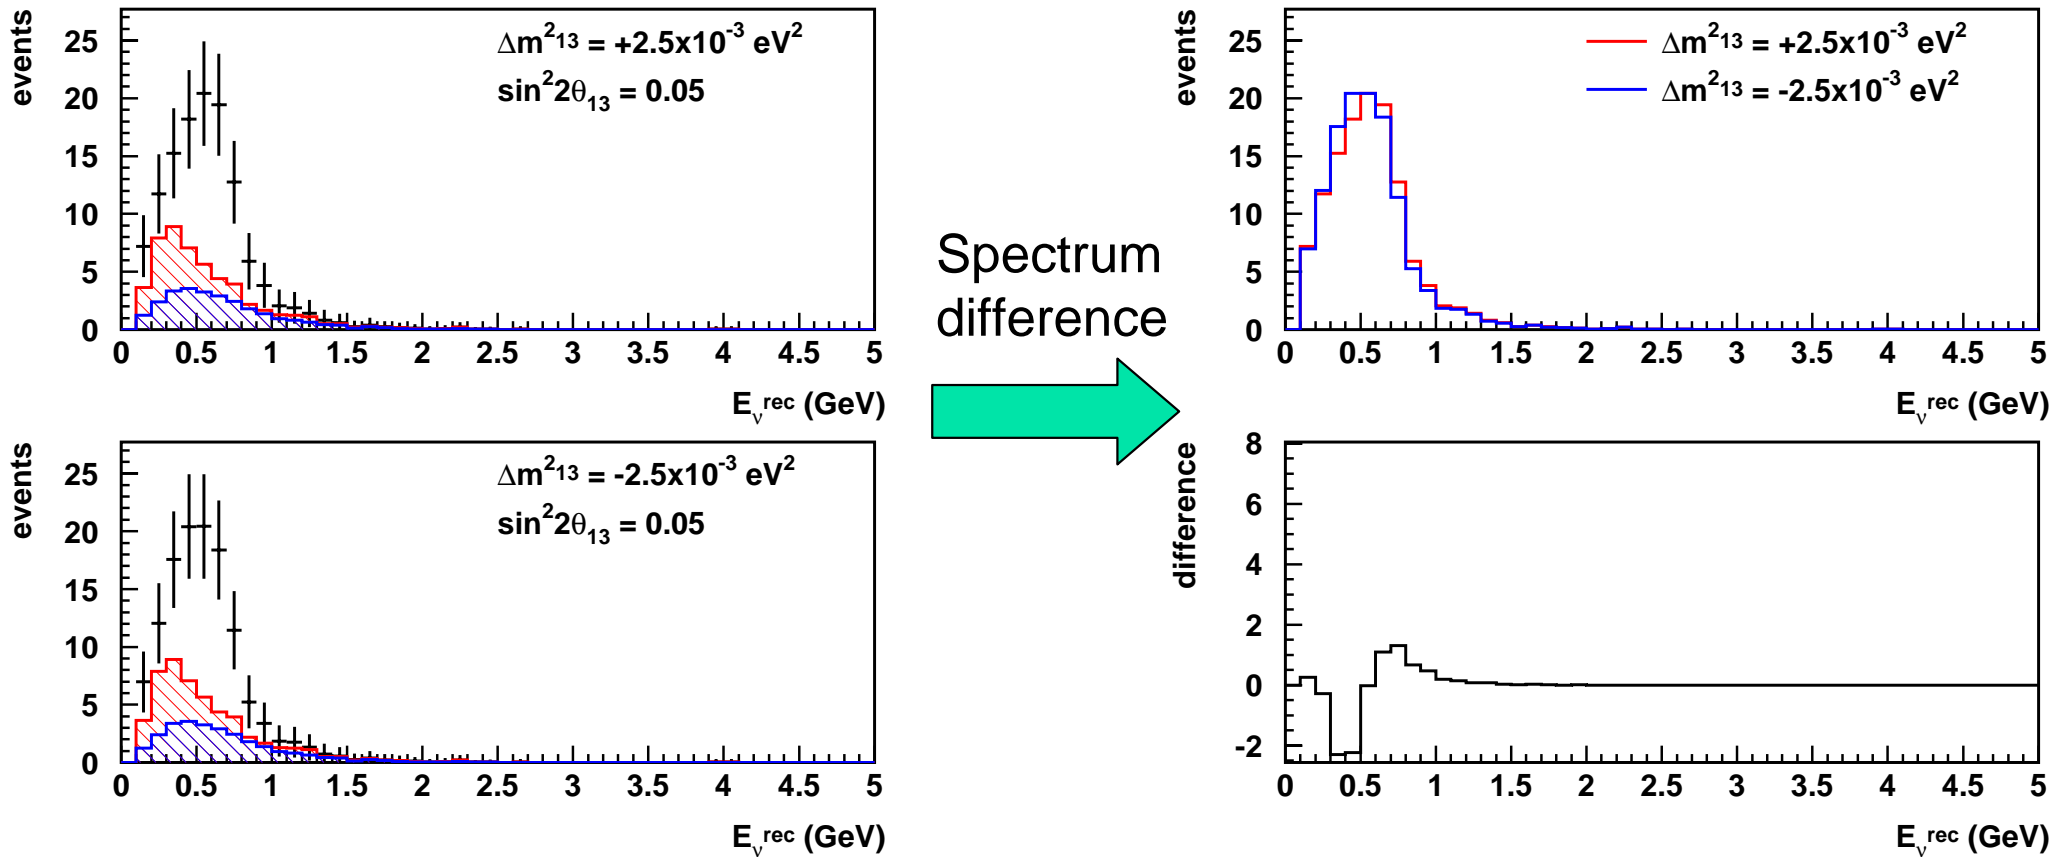 events
25
20
15
10
5
0
Δm²13 = +2.5x10⁻³ eV²
sin²2θ₁₃ = 0.05
0 0.5 1 1.5 2 2.5 3 3.5 4 4.5 5
Eᵥʳᵉᶜ (GeV)
events
25
20
15
10
5
0
Δm²13 = -2.5x10⁻³ eV²
sin²2θ₁₃ = 0.05
0 0.5 1 1.5 2 2.5 3 3.5 4 4.5 5
Eᵥʳᵉᶜ (GeV)
Spectrum
difference
events
25
20
15
10
5
0
Δm²13 = +2.5x10⁻³ eV²
Δm²13 = -2.5x10⁻³ eV²
0 0.5 1 1.5 2 2.5 3 3.5 4 4.5 5
Eᵥʳᵉᶜ (GeV)
difference
8
6
4
2
0
-2
0 0.5 1 1.5 2 2.5 3 3.5 4 4.5 5
Eᵥʳᵉᶜ (GeV)